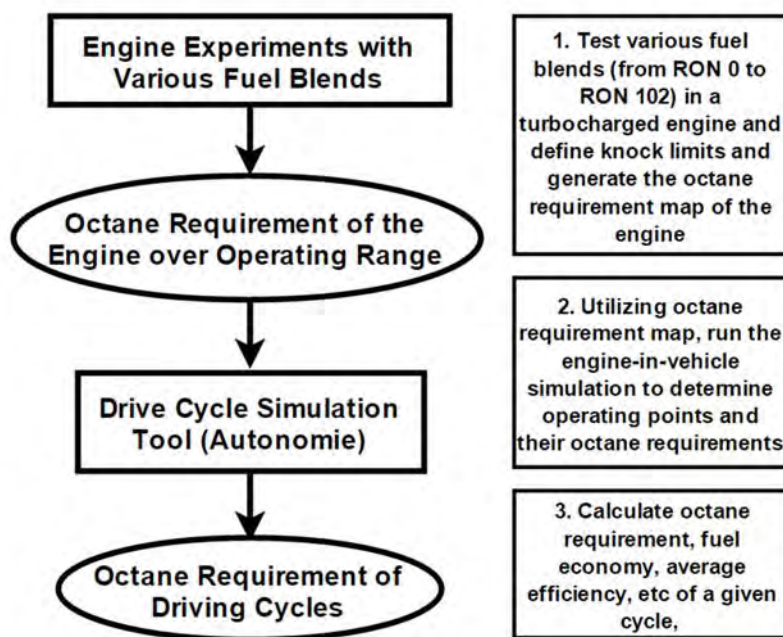 Engine Experiments with
Various Fuel Blends
Octane Requirement of the
Engine over Operating Range
Drive Cycle Simulation
Tool (Autonomie)
Octane Requirement of
Driving Cycles
1. Test various fuel
blends (from RON 0 to
RON 102) in a
turbocharged engine and
define knock limits and
generate the octane
requirement map of the
engine
2. Utilizing octane
requirement map, run the
engine-in-vehicle
simulation to determine
operating points and
their octane requirements
3. Calculate octane
requirement, fuel
economy, average
efficiency, etc of a given
cycle,